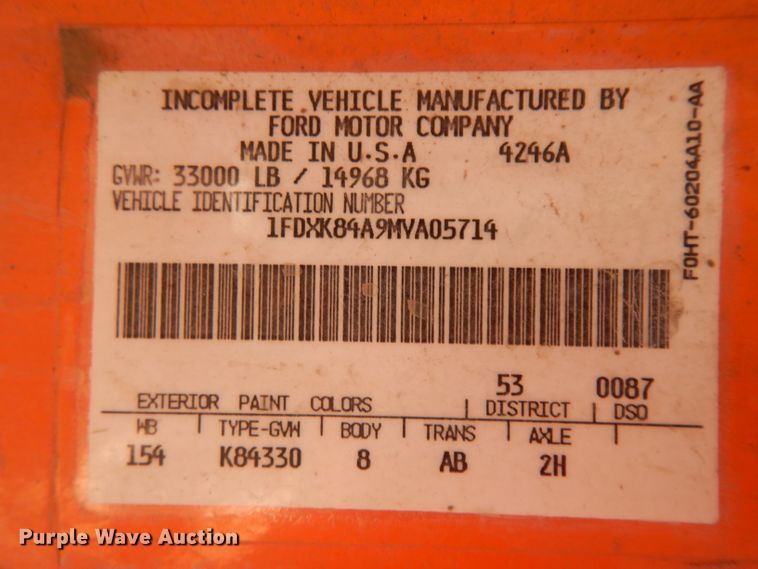 INCOMPLETE VEHICLE MANUFACTURED BY
FORD MOTOR COMPANY
MADE IN U.S.A 4246A
GVWR: 33000 LB / 14968 KG
VEHICLE IDENTIFICATION NUMBER
1FDXK84A9MVA05714
F0HT-60204A10-AA
53 0087
EXTERIOR PAINT COLORS DISTRICT DSO
WB TYPE-GVW BODY TRANS AXLE
154 K84330 8 AB 2H
Purple Wave Auction